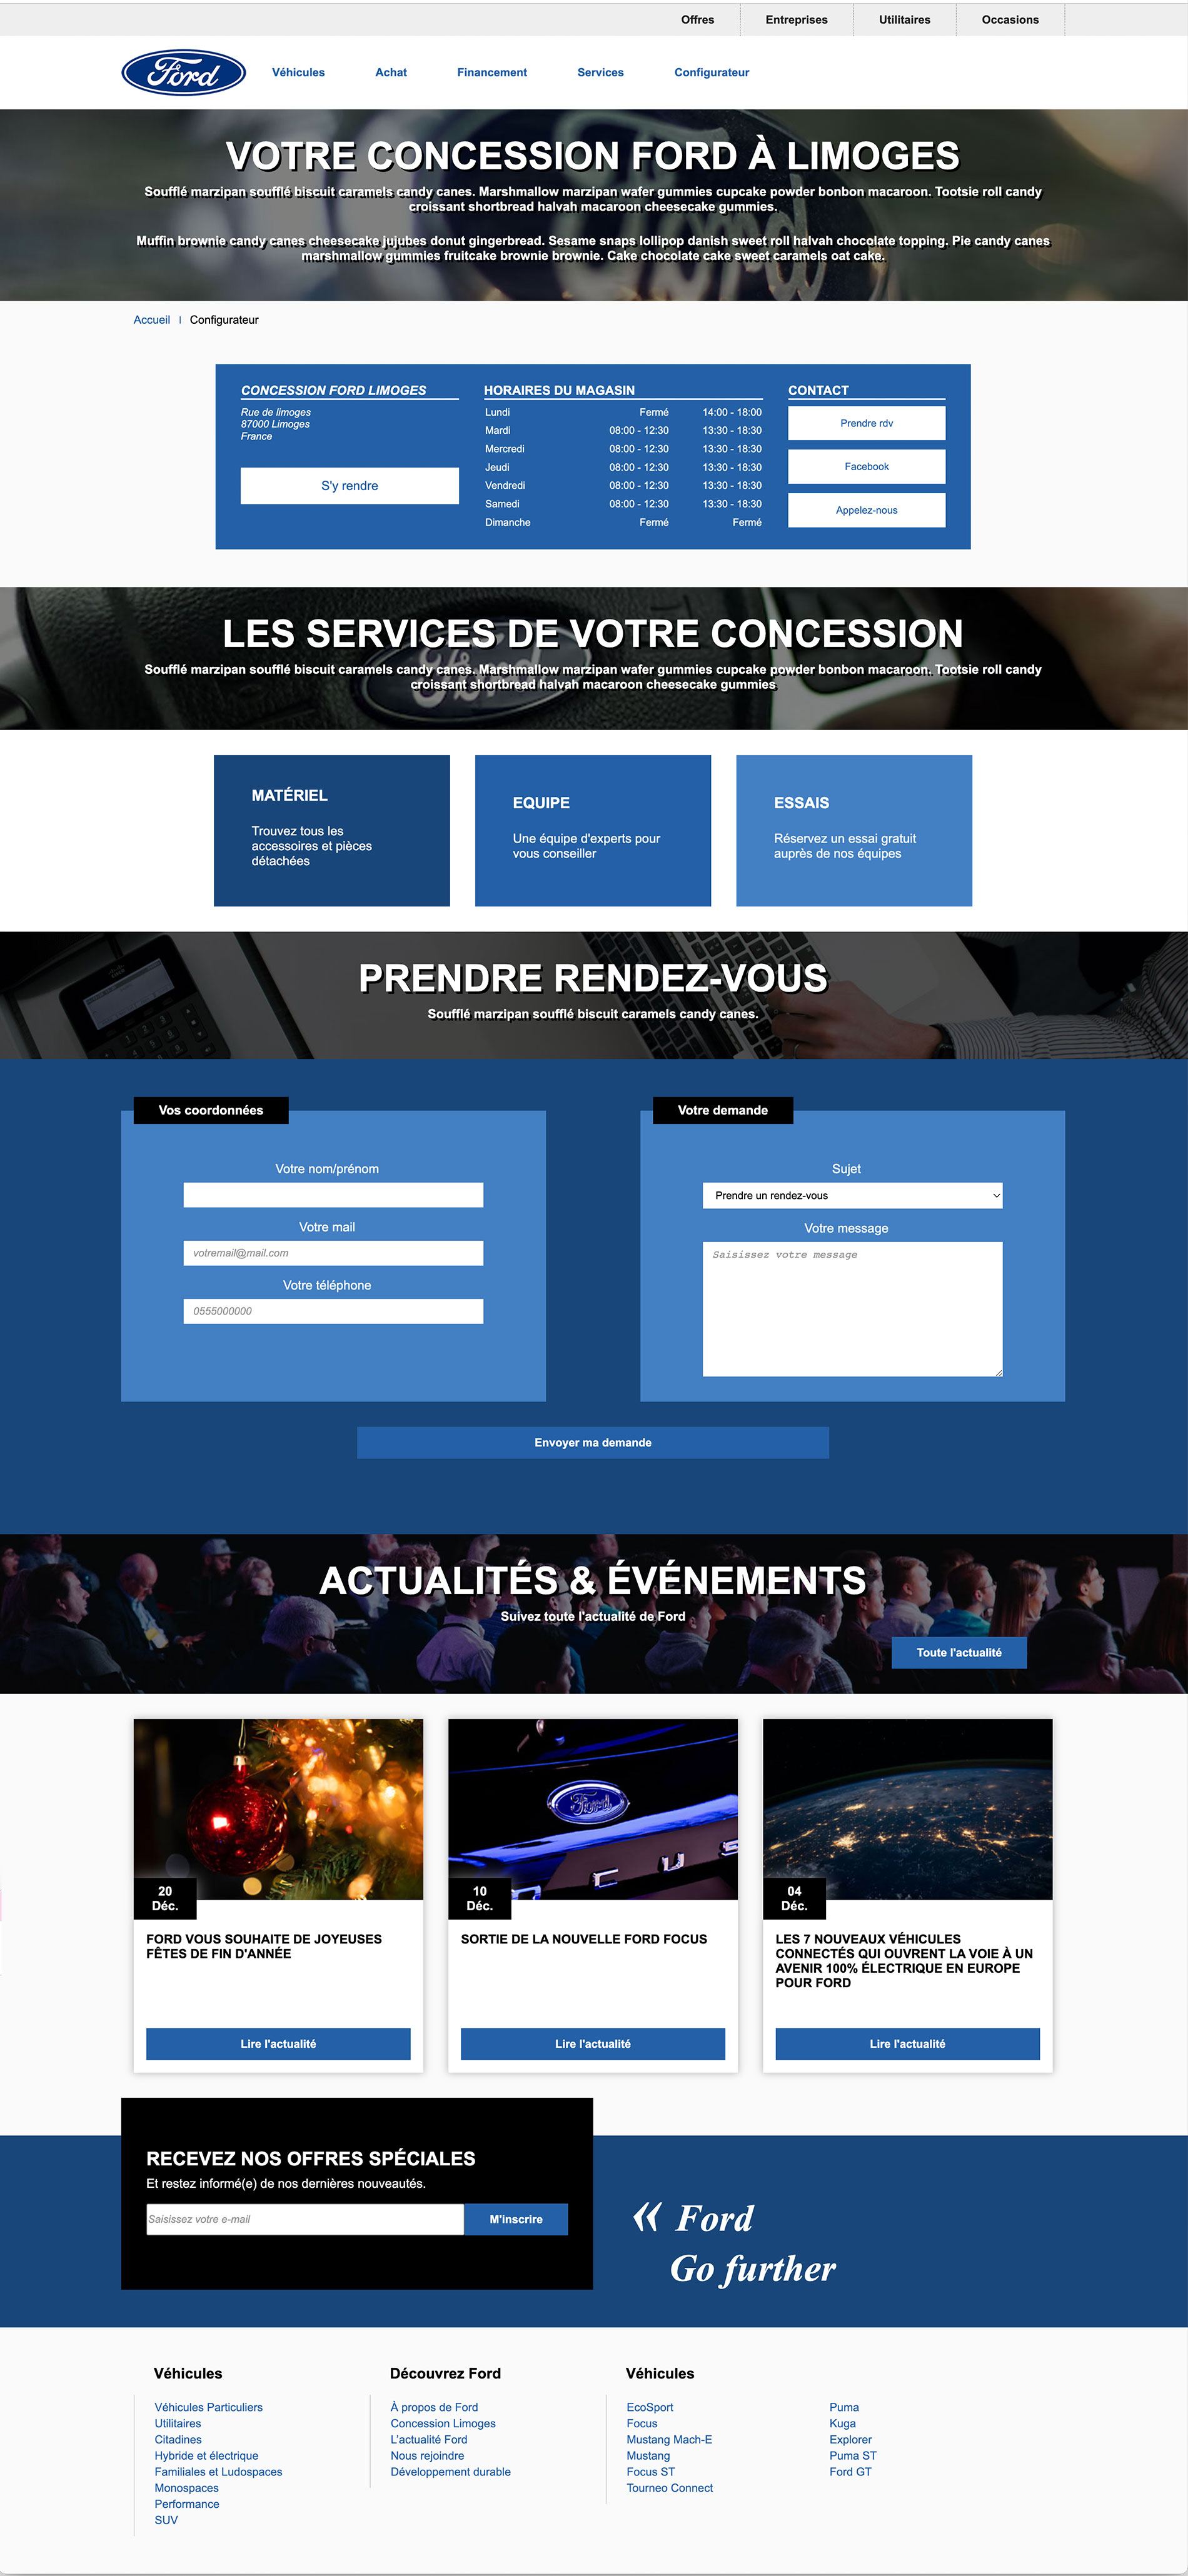 Offres Entreprises Utilitaires Occasions
Ford Véhicules Achat Financement Services Configurateur
VOTRE CONCESSION FORD À LIMOGES
Soufflé marzipan soufflé biscuit caramels candy canes. Marshmallow marzipan wafer gummies cupcake powder bonbon macaroon. Tootsie roll candy
croissant shortbread halvah macaroon cheesecake gummies.
Muffin brownie candy canes cheesecake jujubes donut gingerbread. Sesame snaps lollipop danish sweet roll halvah chocolate topping. Pie candy canes
marshmallow gummies fruitcake brownie brownie. Cake chocolate cake sweet caramels oat cake.
Accueil | Configurateur
CONCESSION FORD LIMOGES
Rue de limoges
87000 Limoges
France
S'y rendre
HORAIRES DU MAGASIN
Lundi Fermé 14:00 - 18:00
Mardi 08:00 - 12:30 13:30 - 18:30
Mercredi 08:00 - 12:30 13:30 - 18:30
Jeudi 08:00 - 12:30 13:30 - 18:30
Vendredi 08:00 - 12:30 13:30 - 18:30
Samedi 08:00 - 12:30 13:30 - 18:30
Dimanche Fermé Fermé
CONTACT
Prendre rdv
Facebook
Appelez-nous
LES SERVICES DE VOTRE CONCESSION
Soufflé marzipan soufflé biscuit caramels candy canes. Marshmallow marzipan wafer gummies cupcake powder bonbon macaroon. Tootsie roll candy
croissant shortbread halvah macaroon cheesecake gummies
MATÉRIEL
Trouvez tous les
accessoires et pièces
détachées
EQUIPE
Une équipe d'experts pour
vous conseiller
ESSAIS
Réservez un essai gratuit
auprès de nos équipes
PRENDRE RENDEZ-VOUS
Soufflé marzipan soufflé biscuit caramels candy canes.
Vos coordonnées
Votre nom/prénom
Votre mail
votremail@mail.com
Votre téléphone
0555000000
Votre demande
Sujet
Prendre un rendez-vous
Votre message
Saisissez votre message
Envoyer ma demande
ACTUALITÉS & ÉVÉNEMENTS
Suivez toute l'actualité de Ford
Toute l'actualité
20
Déc.
FORD VOUS SOUHAITE DE JOYEUSES
FÊTES DE FIN D'ANNÉE
Lire l'actualité
Ford
C U S
10
Déc.
SORTIE DE LA NOUVELLE FORD FOCUS
Lire l'actualité
04
Déc.
LES 7 NOUVEAUX VÉHICULES
CONNECTÉS QUI OUVRENT LA VOIE À UN
AVENIR 100% ÉLECTRIQUE EN EUROPE
POUR FORD
Lire l'actualité
RECEVEZ NOS OFFRES SPÉCIALES
Et restez informé(e) de nos dernières nouveautés.
Saisissez votre e-mail
M'inscrire
« Ford
Go further
Véhicules
Véhicules Particuliers
Utilitaires
Citadines
Hybride et électrique
Familiales et Ludospaces
Monospaces
Performance
SUV
Découvrez Ford
À propos de Ford
Concession Limoges
L'actualité Ford
Nous rejoindre
Développement durable
Véhicules
EcoSport
Focus
Mustang Mach-E
Mustang
Focus ST
Tourneo Connect
Puma
Kuga
Explorer
Puma ST
Ford GT